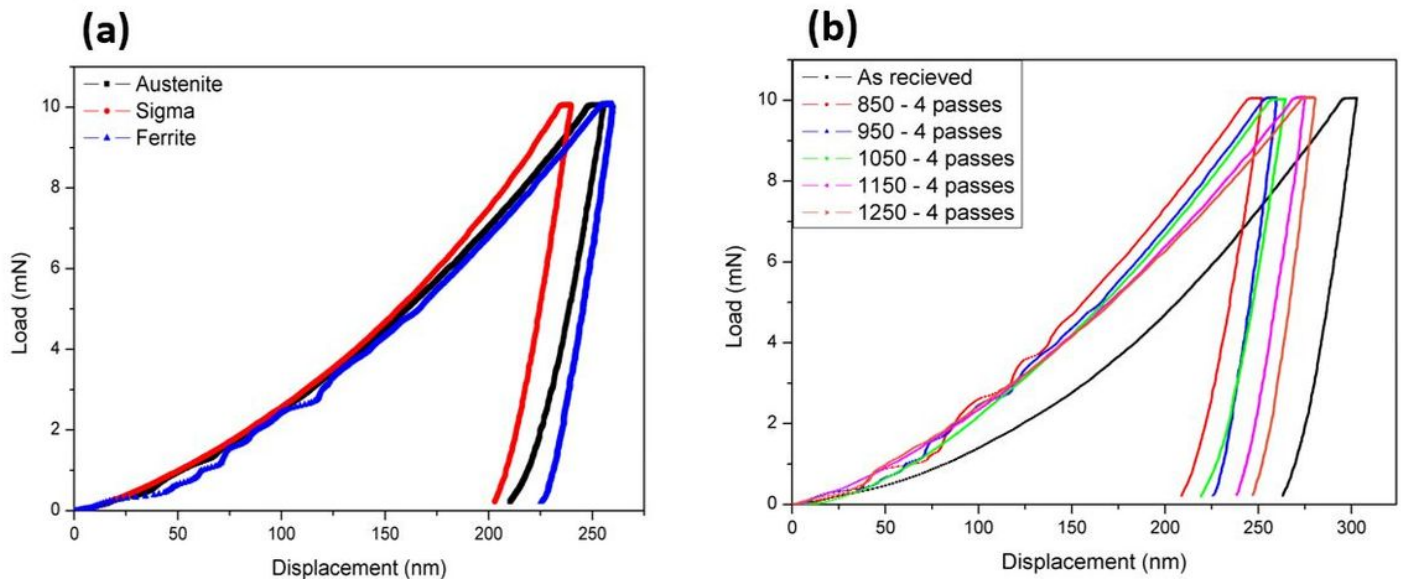 (a)
Austenite
Sigma
Ferrite
10
8
6
4
2
0
0 50 100 150 200 250
Load (mN)
Displacement (nm)
(b)
As recieved
850 - 4 passes
950 - 4 passes
1050 - 4 passes
1150 - 4 passes
1250 - 4 passes
10
8
6
4
2
0
0 50 100 150 200 250 300
Load (mN)
Displacement (nm)